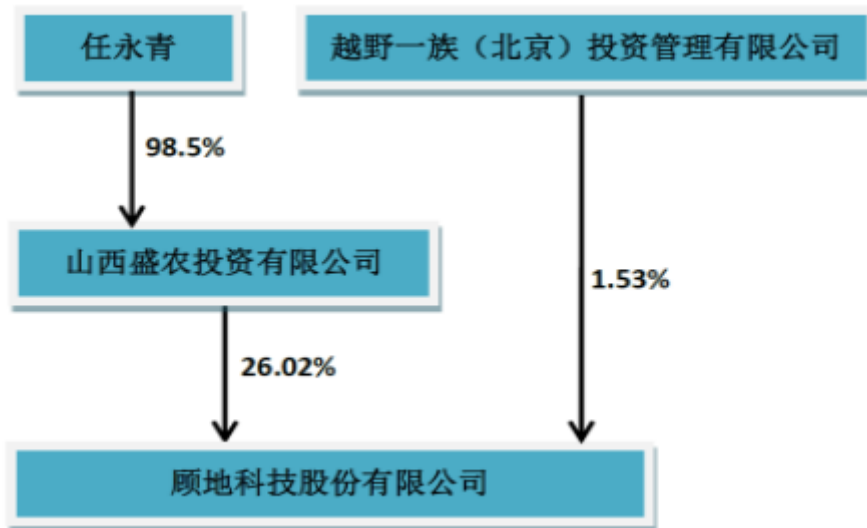 任永青
越野一族（北京）投资管理有限公司
98.5%
山西盛农投资有限公司
1.53%
26.02%
顾地科技股份有限公司